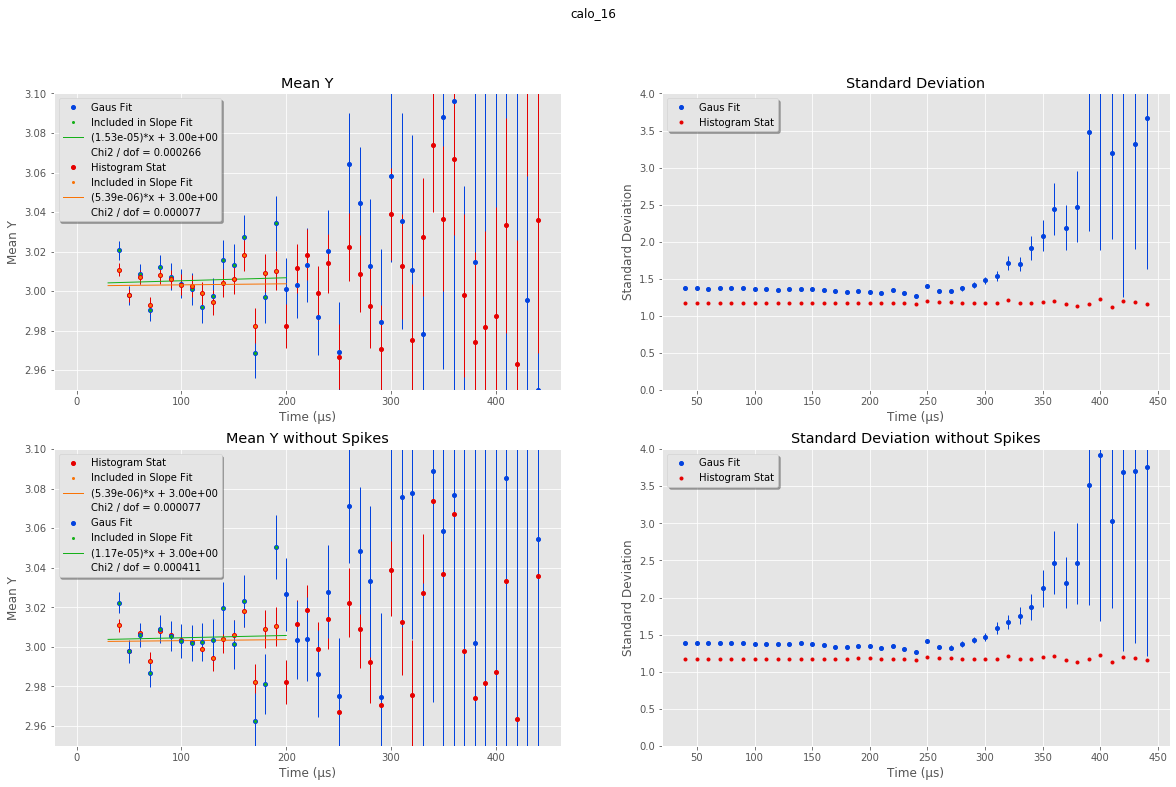 calo_16
Mean Y
3.10
3.08
3.06
3.04
3.02
3.00
2.98
2.96
Mean Y
Gaus Fit
Included in Slope Fit
(1.53e-05)*x + 3.00e+00
Chi2 / dof = 0.000266
Histogram Stat
Included in Slope Fit
(5.39e-06)*x + 3.00e+00
Chi2 / dof = 0.000077
0 100 200 300 400
Time (µs)
Standard Deviation
4.0
3.5
3.0
2.5
2.0
1.5
1.0
0.5
0.0
Standard Deviation
Gaus Fit
Histogram Stat
50 100 150 200 250 300 350 400 450
Time (µs)
Mean Y without Spikes
3.10
3.08
3.06
3.04
3.02
3.00
2.98
2.96
Mean Y
Histogram Stat
Included in Slope Fit
(5.39e-06)*x + 3.00e+00
Chi2 / dof = 0.000077
Gaus Fit
Included in Slope Fit
(1.17e-05)*x + 3.00e+00
Chi2 / dof = 0.000411
0 100 200 300 400
Time (µs)
Standard Deviation without Spikes
4.0
3.5
3.0
2.5
2.0
1.5
1.0
0.5
0.0
Standard Deviation
Gaus Fit
Histogram Stat
50 100 150 200 250 300 350 400 450
Time (µs)